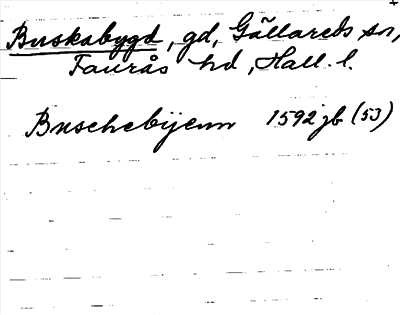 Buskabygd, gd, Gällareds sn,
Faurås hd, Hall. l.
Buschebijenn 1592 jb (53)